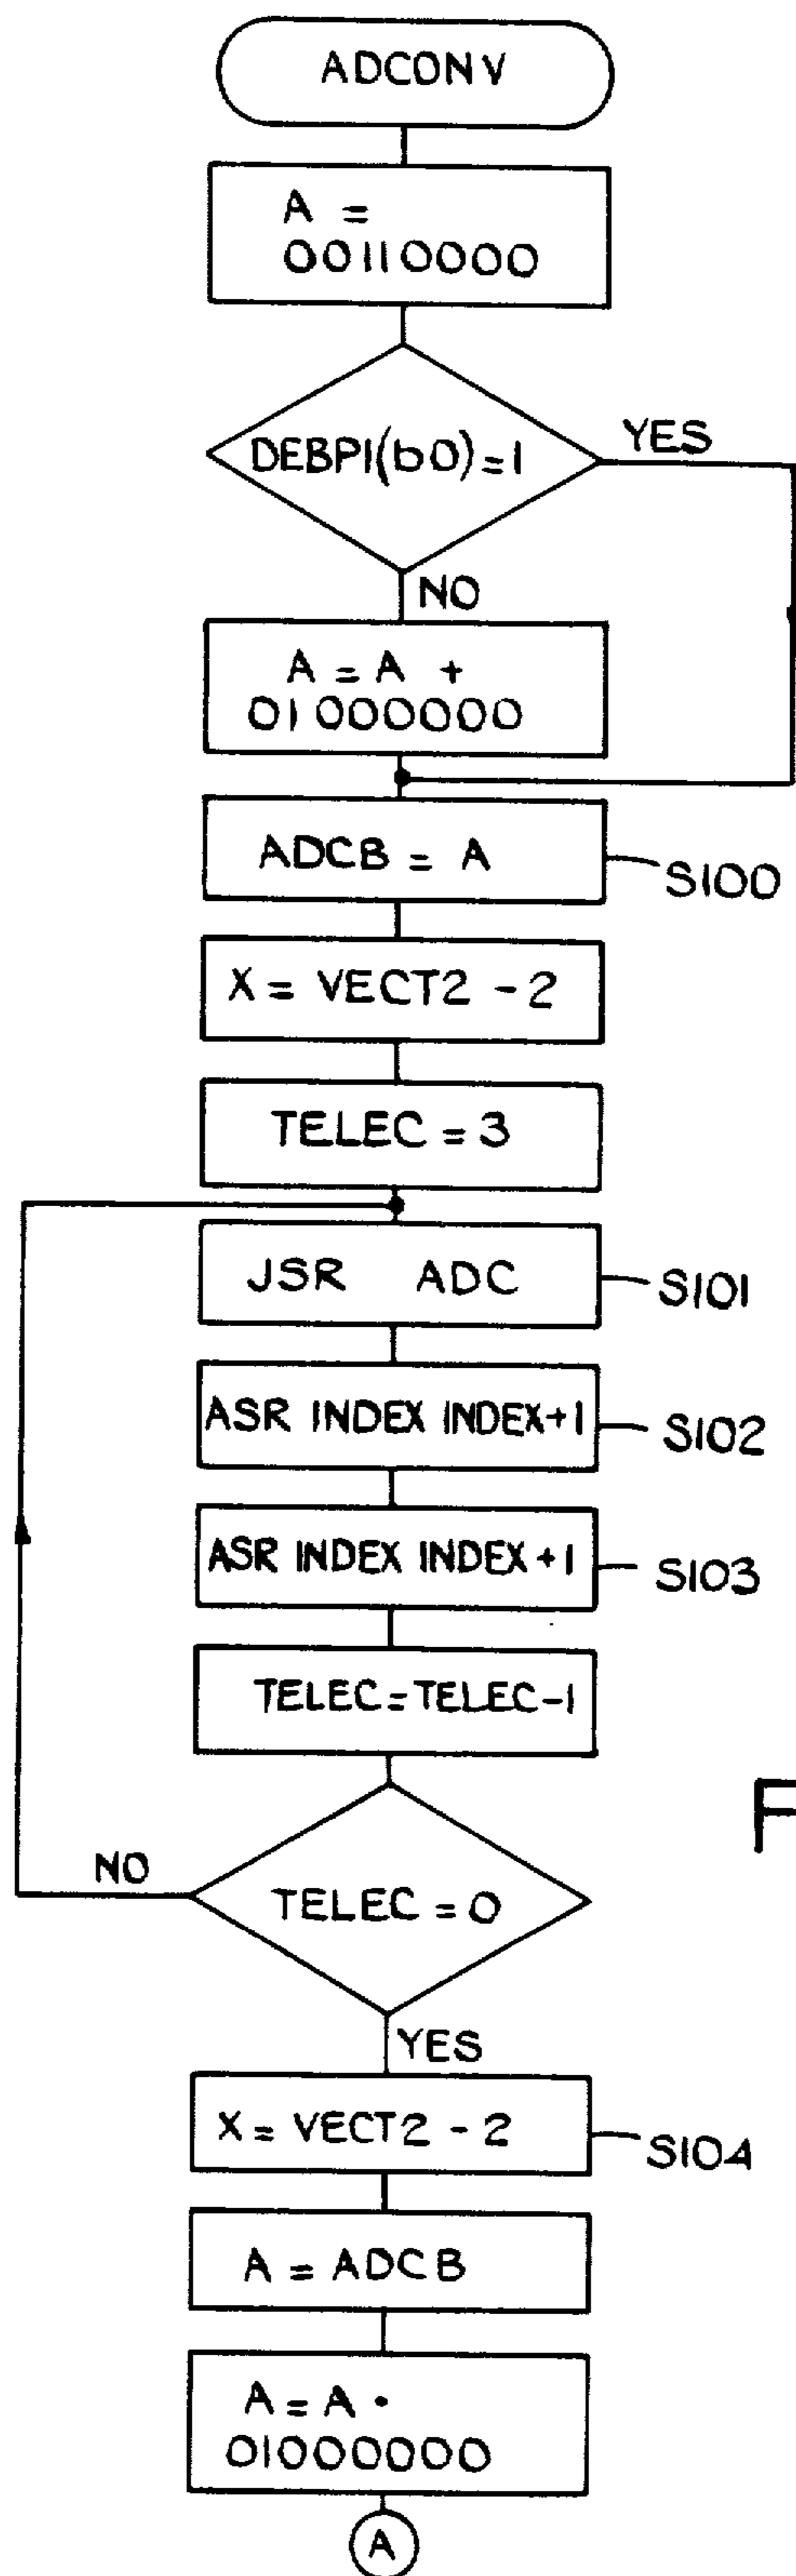 ADCONV
A =
00110000
DEBP1(b0) = 1
YES
NO
A = A +
01000000
ADCB = A
S100
X = VECT2 - 2
TELEC = 3
JSR ADC
S101
ASR INDEX INDEX+1
S102
ASR INDEX INDEX+1
S103
TELEC = TELEC-1
F
NO
TELEC = 0
YES
X = VECT2 - 2
S104
A = ADCB
A = A •
01000000
A